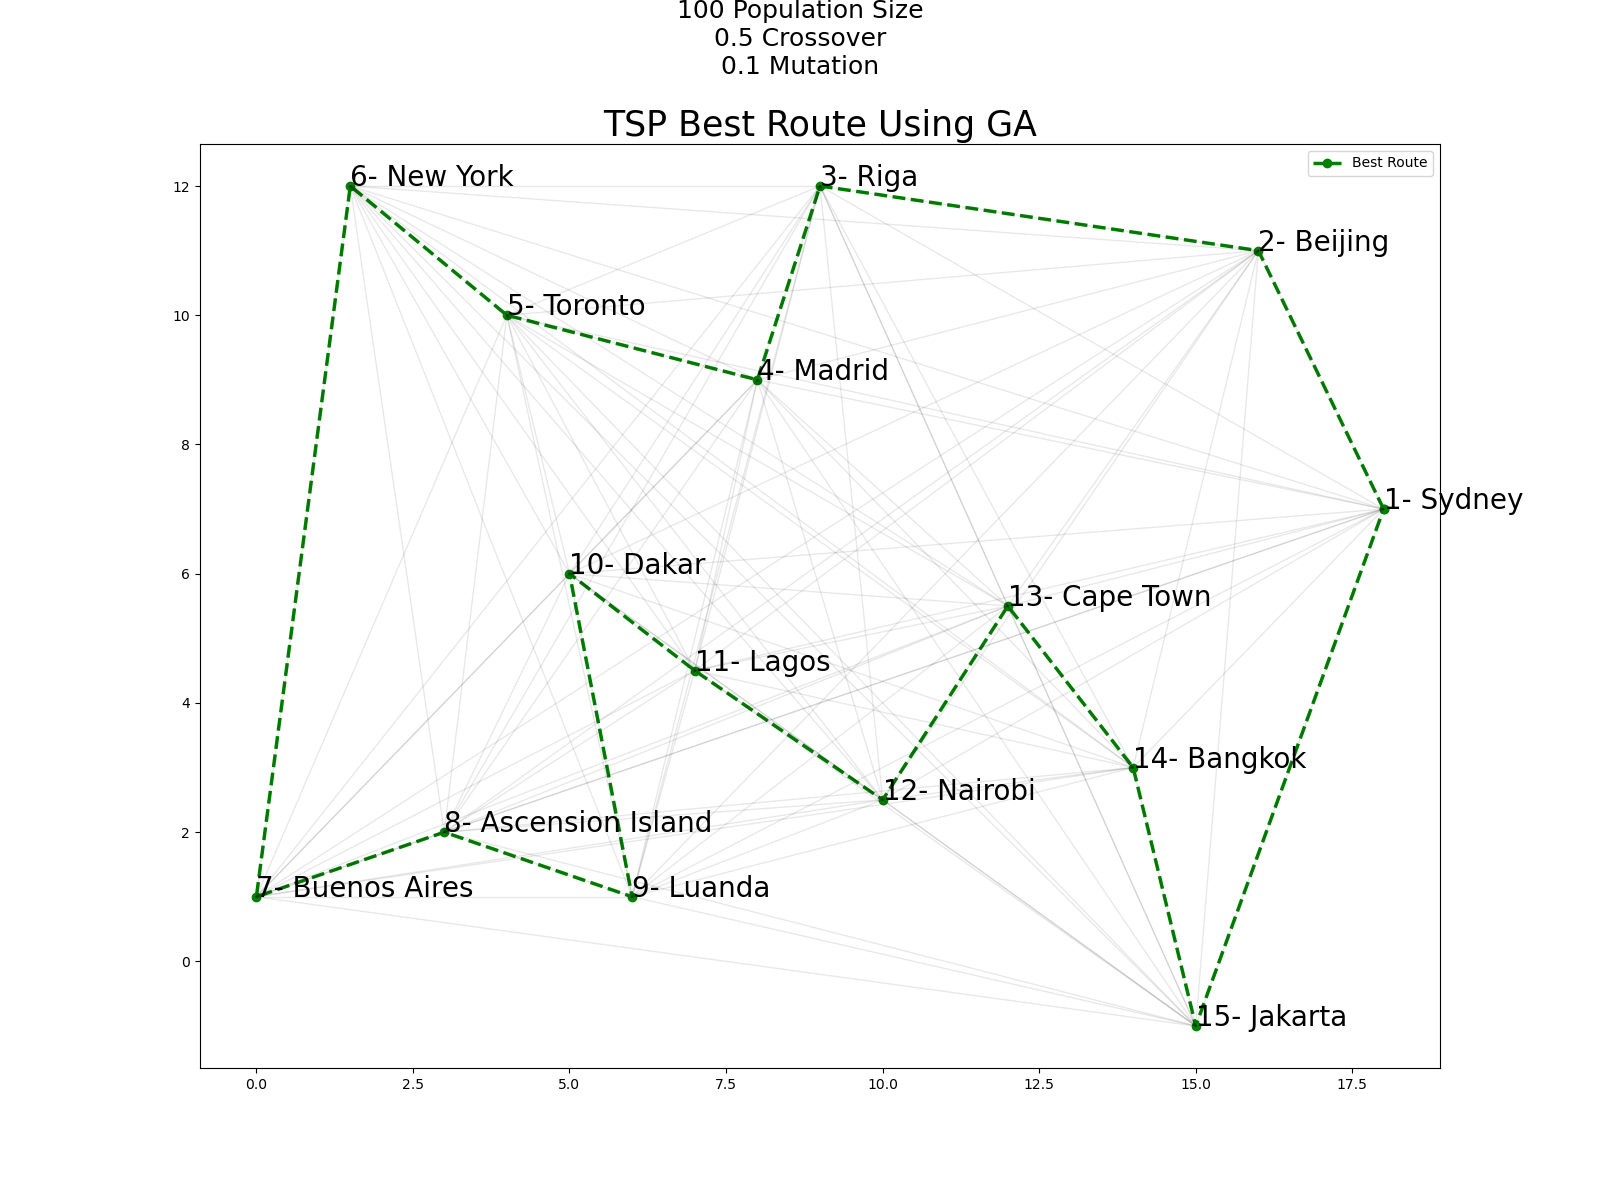 100 Population Size
0.5 Crossover
0.1 Mutation
TSP Best Route Using GA
Best Route
6- New York
3- Riga
2- Beijing
5- Toronto
4- Madrid
1- Sydney
10- Dakar
13- Cape Town
11- Lagos
14- Bangkok
12- Nairobi
8- Ascension Island
7- Buenos Aires
9- Luanda
15- Jakarta
12
10
8
6
4
2
0
0.0 2.5 5.0 7.5 10.0 12.5 15.0 17.5